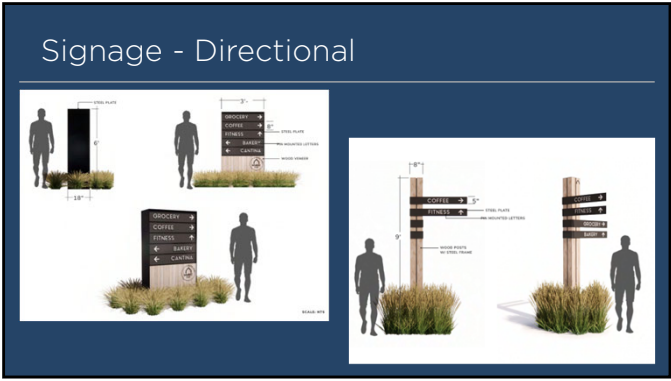 Signage - Directional
STEEL PLATE
6'
18"
3'-
GROCERY →
COFFEE →
FITNESS ↑
← BAKERY
← CANTINA
6"
STEEL PLATE
PIN-MOUNTED LETTERS
WOOD VENEER
GROCERY →
COFFEE →
FITNESS ↑
← BAKERY
← CANTINA
8"
COFFEE →
FITNESS ↑
5"
STEEL PLATE
PIN-MOUNTED LETTERS
9'
WOOD POSTS
W/ STEEL FRAME
COFFEE →
FITNESS ↑
GROCERY
BAKERY